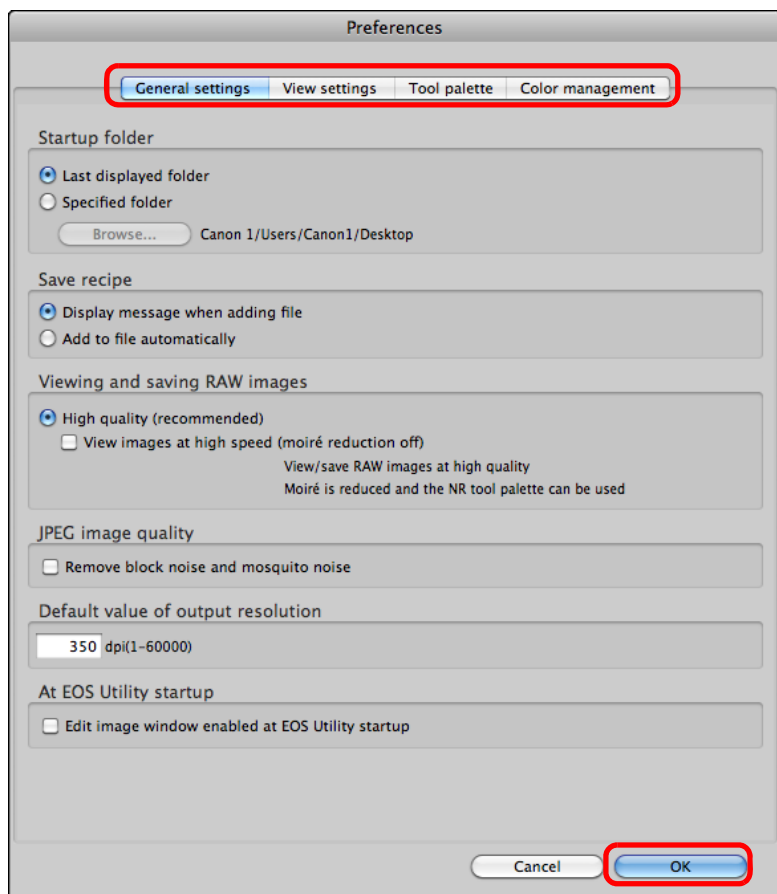 Preferences
General settings View settings Tool palette Color management
Startup folder
Last displayed folder
Specified folder
Browse... Canon 1/Users/Canon1/Desktop
Save recipe
Display message when adding file
Add to file automatically
Viewing and saving RAW images
High quality (recommended)
View images at high speed (moiré reduction off)
View/save RAW images at high quality
Moiré is reduced and the NR tool palette can be used
JPEG image quality
Remove block noise and mosquito noise
Default value of output resolution
350 dpi(1-60000)
At EOS Utility startup
Edit image window enabled at EOS Utility startup
Cancel OK